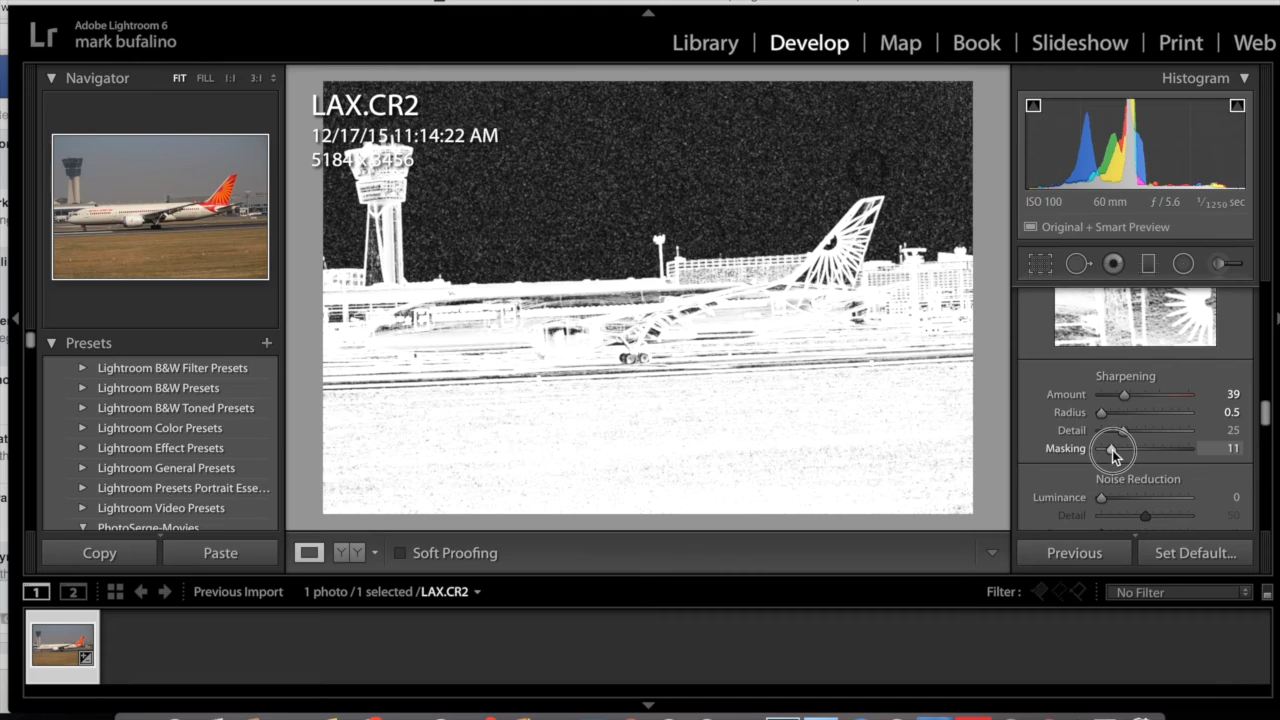 Lr
Adobe Lightroom 6
mark bufalino
Library | Develop | Map | Book | Slideshow | Print | Web
Navigator
FIT FILL 1:1 3:1
Presets +
Lightroom B&W Filter Presets
Lightroom B&W Presets
Lightroom B&W Toned Presets
Lightroom Color Presets
Lightroom Effect Presets
Lightroom General Presets
Lightroom Presets Portrait Esse...
Lightroom Video Presets
PhotoSerge-Movies
Copy
Paste
LAX.CR2
12/17/15 11:14:22 AM
5184 x 3456
YY
Soft Proofing
Histogram
ISO 100 60 mm ƒ / 5.6 1/1250 sec
Original + Smart Preview
Sharpening
Amount 39
Radius 0.5
Detail 25
Masking 11
Noise Reduction
Luminance 0
Detail 50
Previous
Set Default...
1 2 Previous Import 1 photo / 1 selected / LAX.CR2
Filter : No Filter